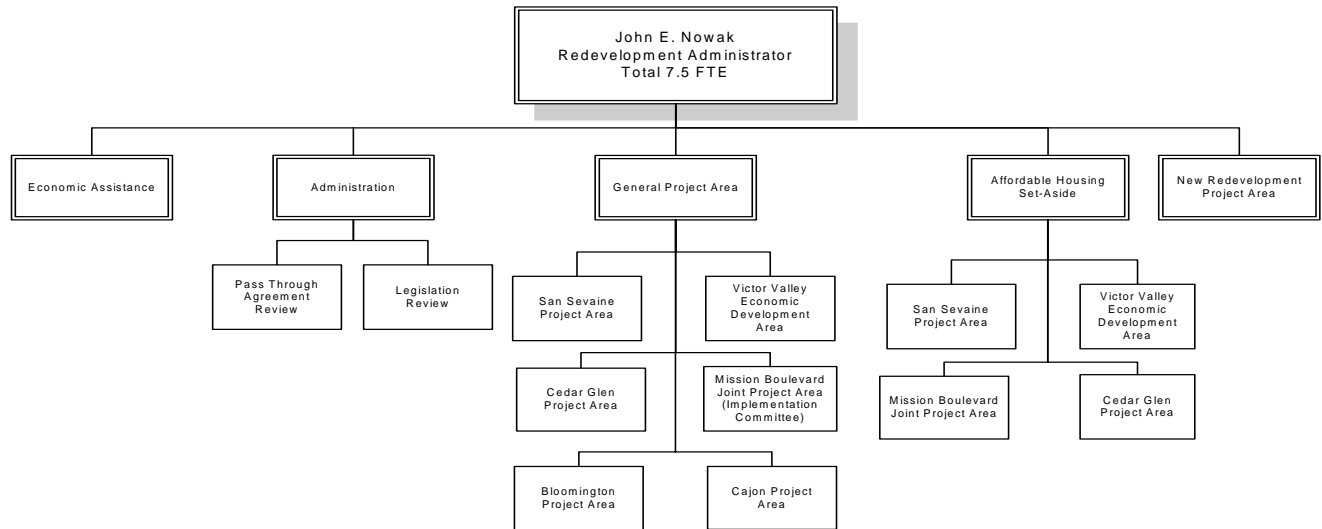 John E. Nowak
Redevelopment Administrator
Total 7.5 FTE
Economic Assistance
Administration
General Project Area
Affordable Housing
Set-Aside
New Redevelopment
Project Area
Pass Through
Agreement
Review
Legislation
Review
San Sevaine
Project Area
Victor Valley
Economic
Development
Area
San Sevaine
Project Area
Victor Valley
Economic
Development
Area
Cedar Glen
Project Area
Mission Boulevard
Joint Project Area
(Implementation
Committee)
Mission Boulevard
Joint Project Area
Cedar Glen
Project Area
Bloomington
Project Area
Cajon Project
Area